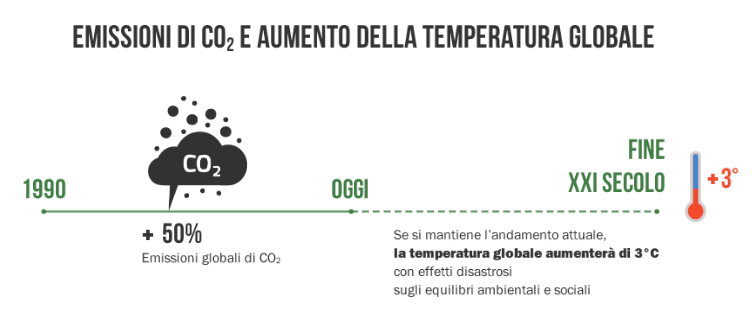 EMISSIONI DI CO₂ E AUMENTO DELLA TEMPERATURA GLOBALE
CO₂
1990
OGGI
FINE
XXI SECOLO
+3°
+ 50%
Emissioni globali di CO₂
Se si mantiene l'andamento attuale,
la temperatura globale aumenterà di 3°C
con effetti disastrosi
sugli equilibri ambientali e sociali